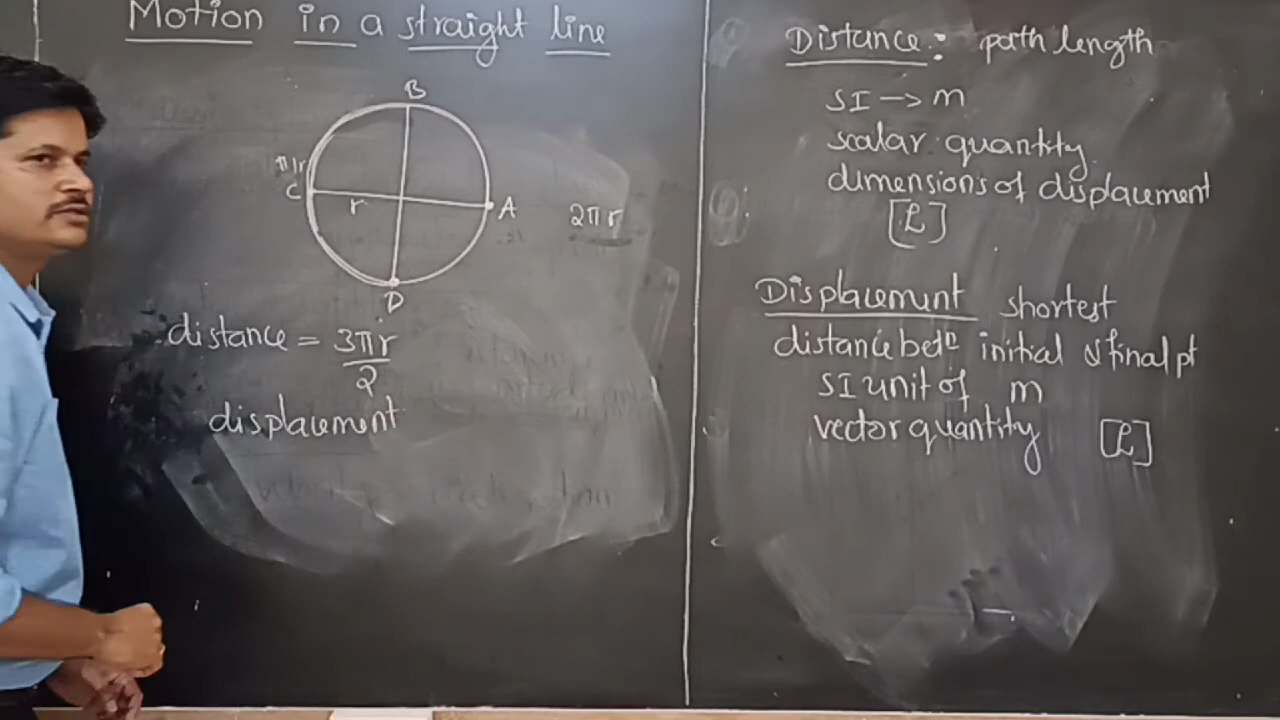 Motion in a straight line
B
πr
C
r
A
2πr
D
distance = 3πr/2
displacement
Distance: path length
SI → m
scalar quantity
dimensions of displacement
[L]
Displacement shortest
distance betⁿ initial & final pt
SI unit of m
vector quantity [L]